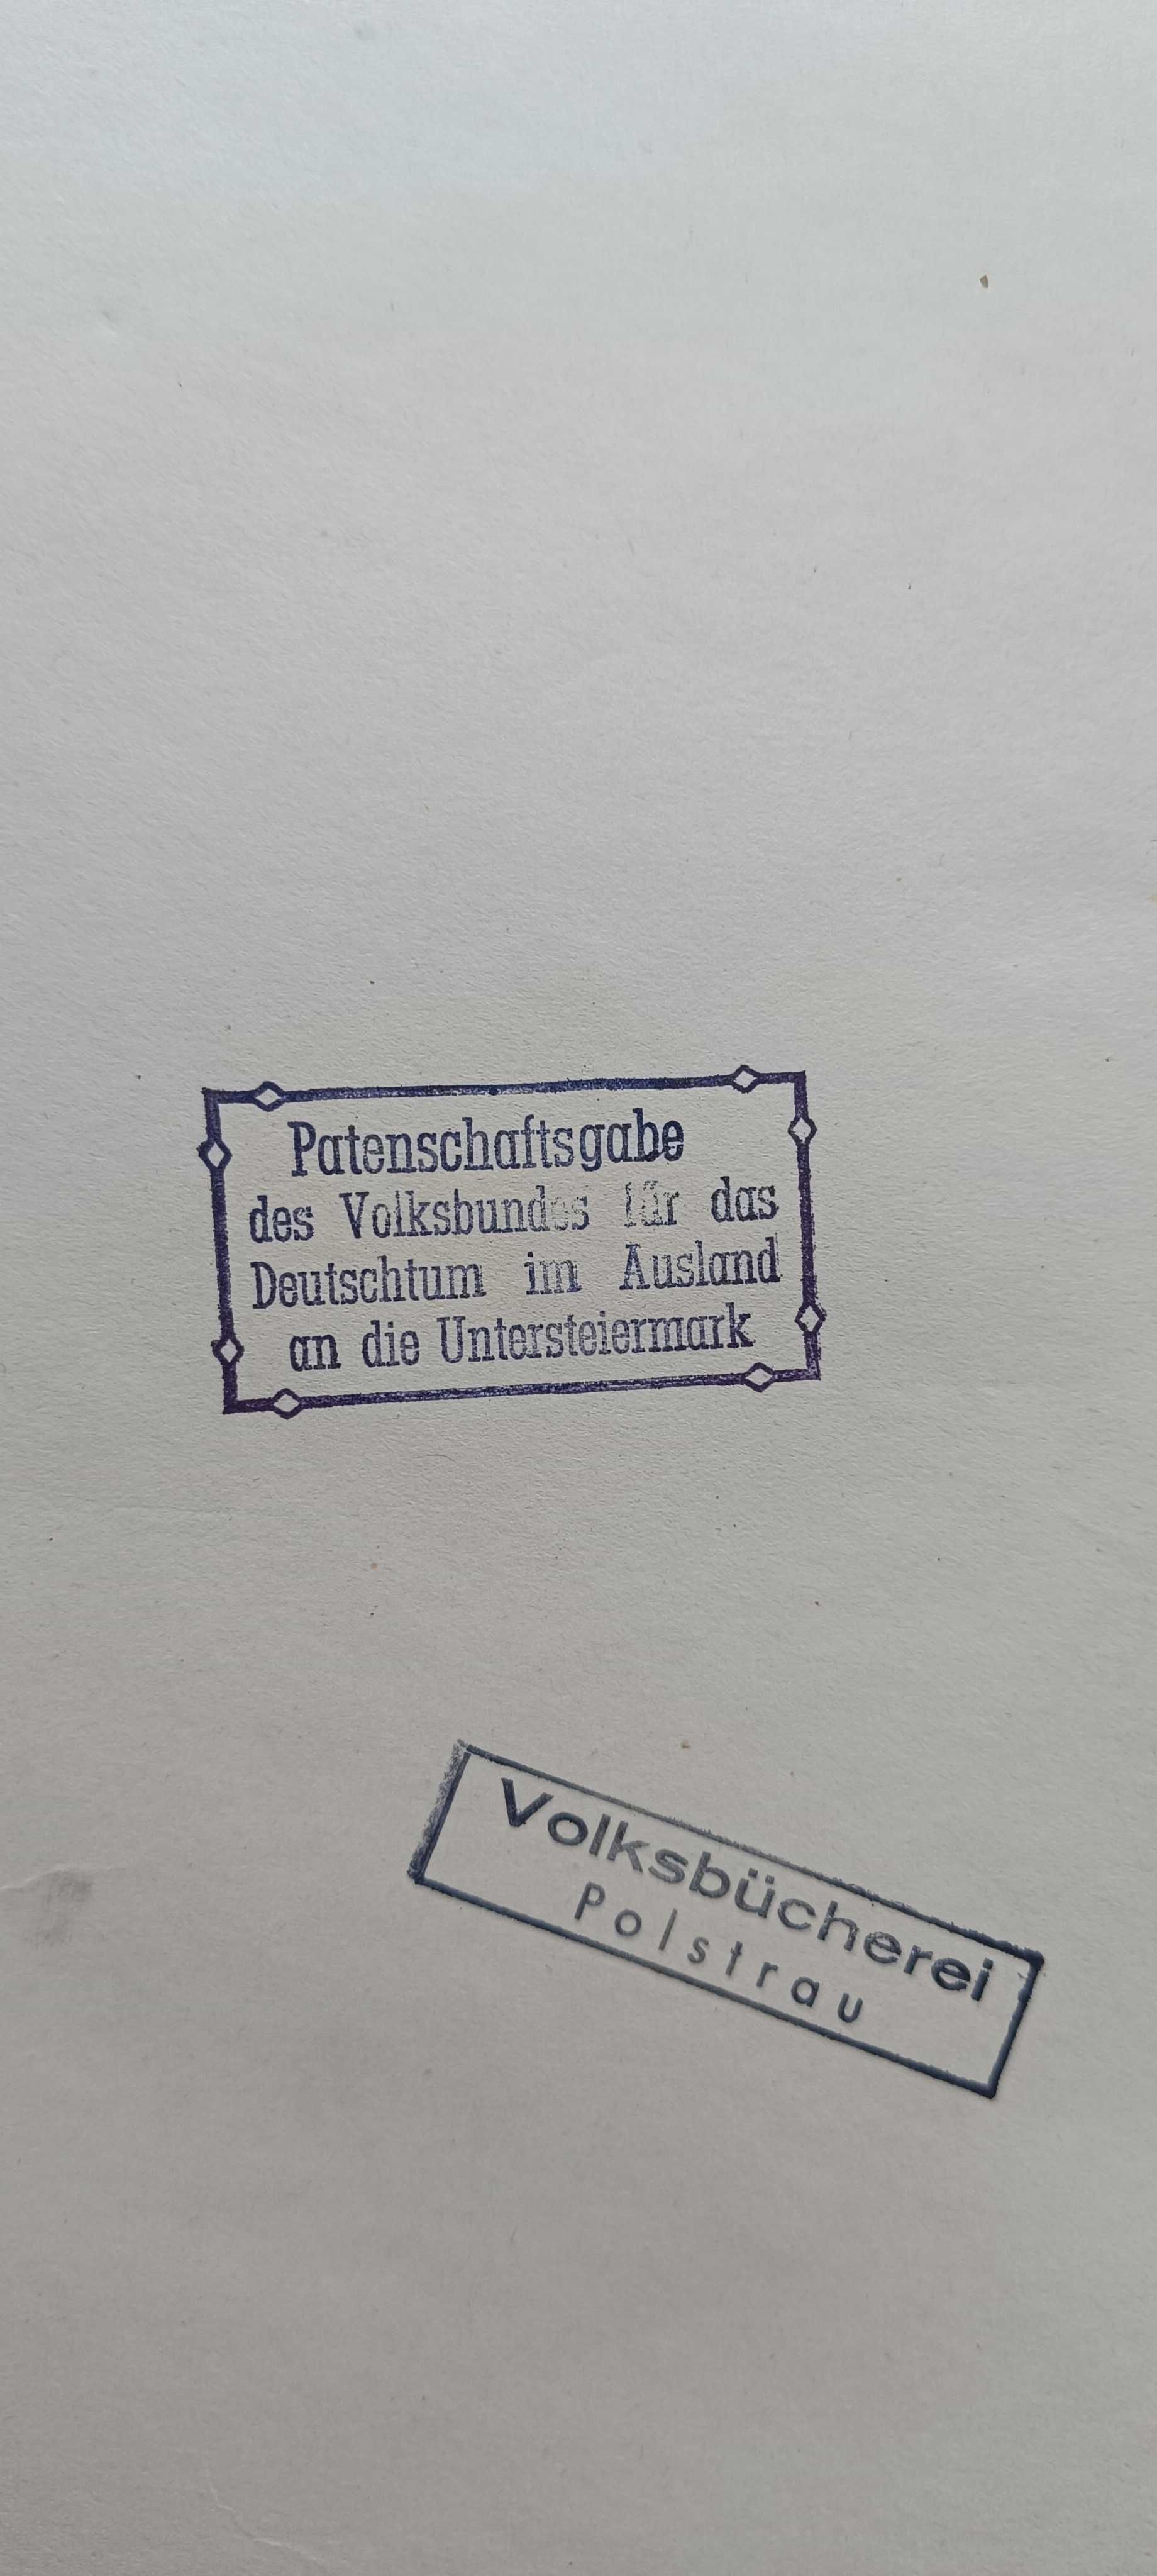 Patenschaftsgabe
des Volksbundes für das
Deutschtum im Ausland
an die Untersteiermark
Volksbücherei
Polstrau